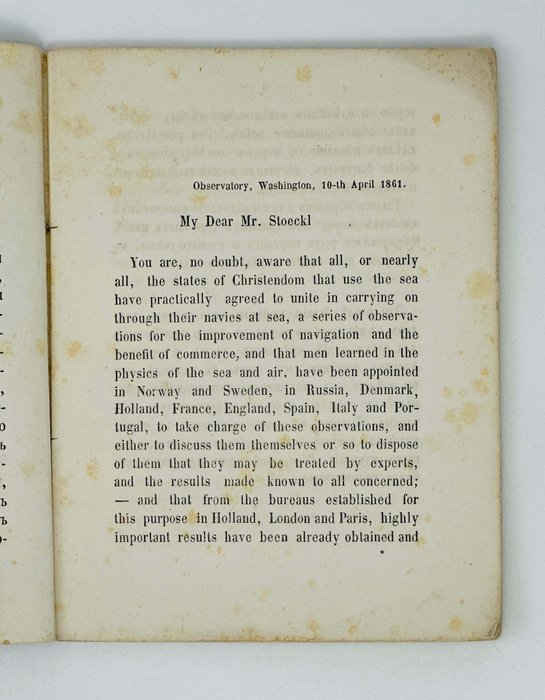 Observatory, Washington, 10-th April 1861.
My Dear Mr. Stoeckl
You are, no doubt, aware that all, or nearly
all, the states of Christendom that use the sea
have practically agreed to unite in carrying on
through their navies at sea, a series of observa-
tions for the improvement of navigation and the
benefit of commerce, and that men learned in the
physics of the sea and air, have been appointed
in Norway and Sweden, in Russia, Denmark,
Holland, France, England, Spain, Italy and Por-
tugal, to take charge of these observations, and
either to discuss them themselves or so to dispose
of them that they may be treated by experts,
and the results made known to all concerned;
— and that from the bureaus established for
this purpose in Holland, London and Paris, highly
important results have been already obtained and
*